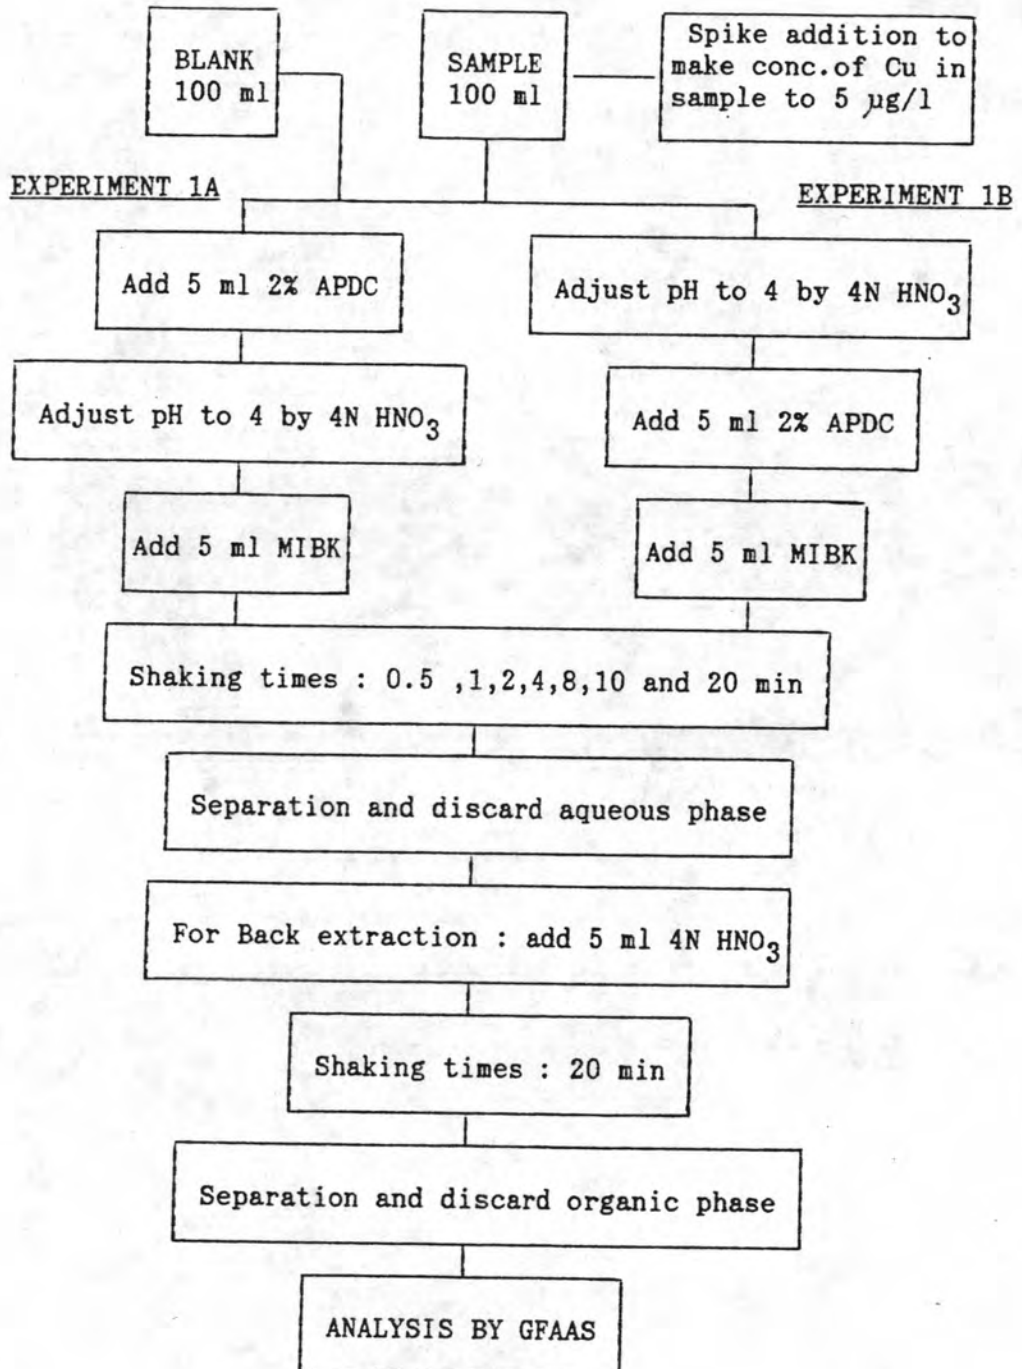 BLANK
100 ml
SAMPLE
100 ml
Spike addition to
make conc.of Cu in
sample to 5 µg/l
EXPERIMENT 1A
EXPERIMENT 1B
Add 5 ml 2% APDC
Adjust pH to 4 by 4N HNO3
Adjust pH to 4 by 4N HNO3
Add 5 ml 2% APDC
Add 5 ml MIBK
Add 5 ml MIBK
Shaking times : 0.5 ,1,2,4,8,10 and 20 min
Separation and discard aqueous phase
For Back extraction : add 5 ml 4N HNO3
Shaking times : 20 min
Separation and discard organic phase
ANALYSIS BY GFAAS